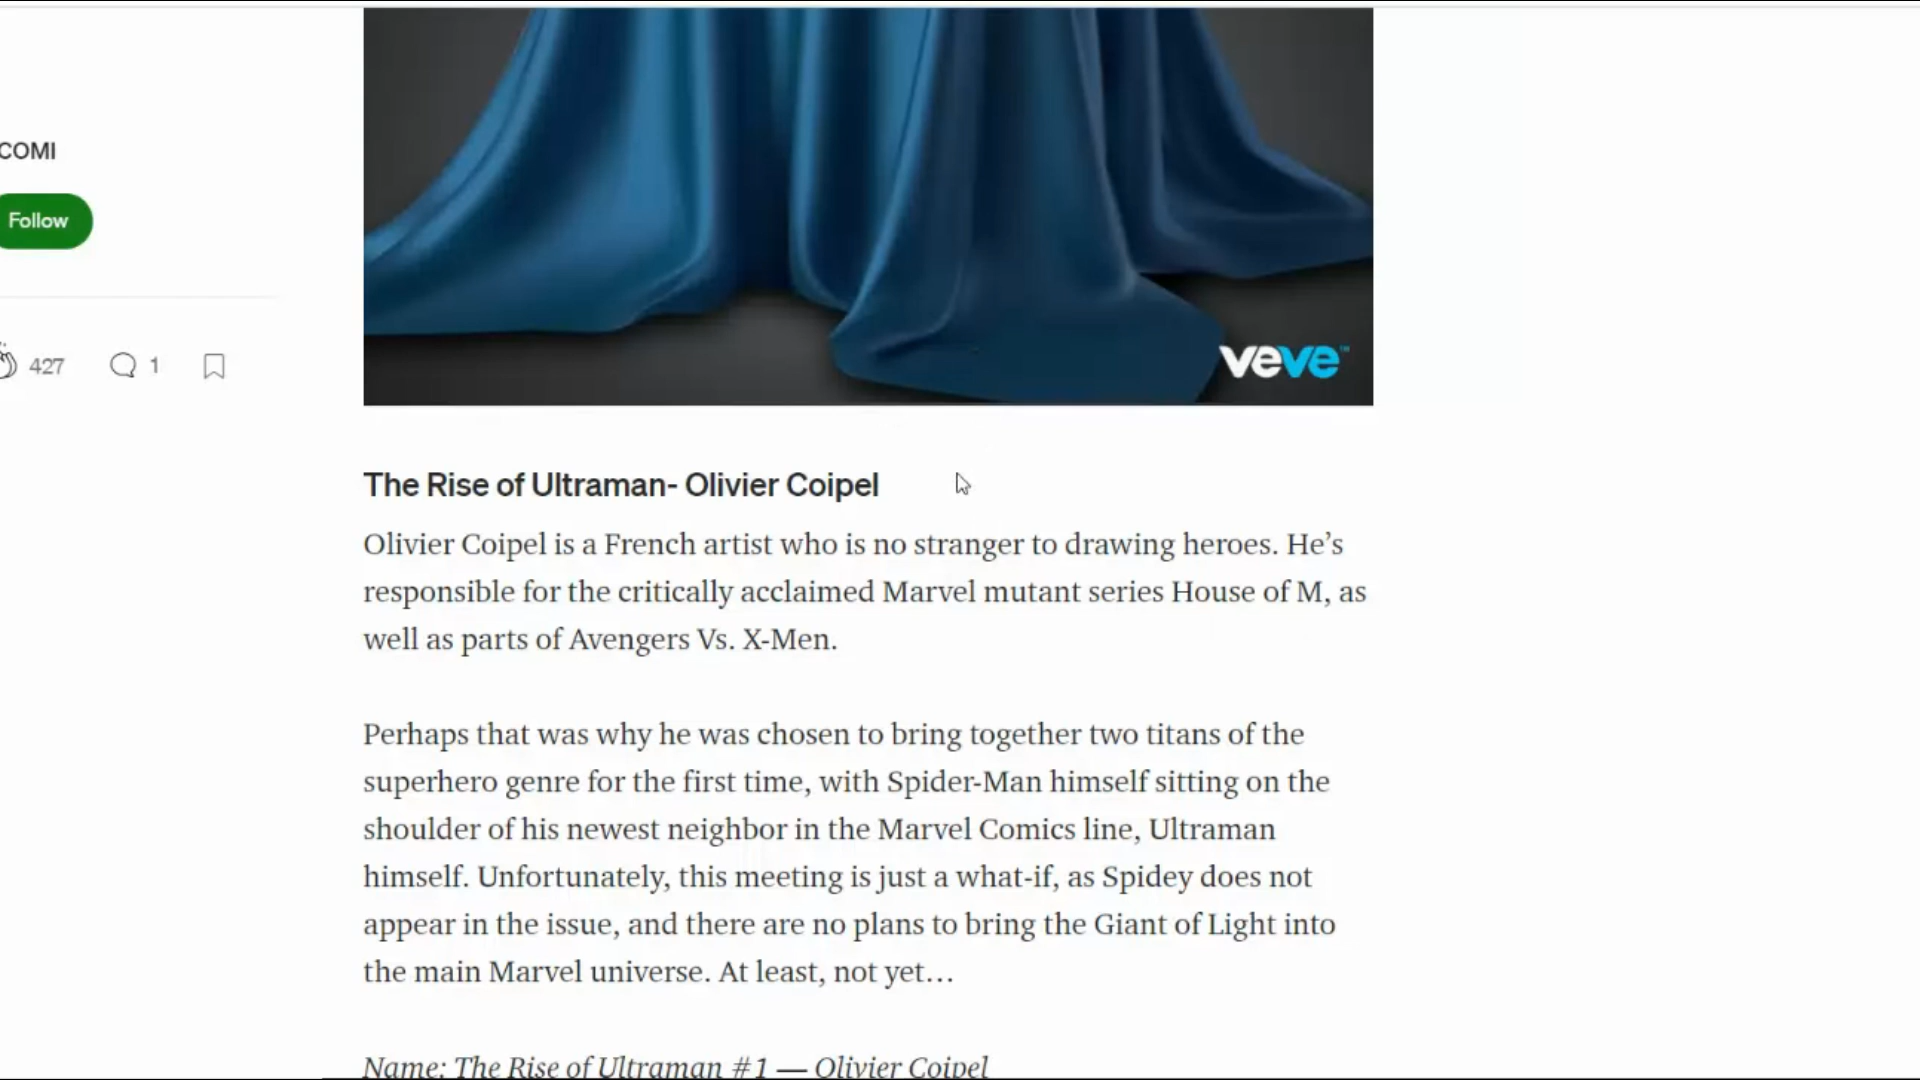 COMI
Follow
427
1
veve™
The Rise of Ultraman- Olivier Coipel
Olivier Coipel is a French artist who is no stranger to drawing heroes. He’s
responsible for the critically acclaimed Marvel mutant series House of M, as
well as parts of Avengers Vs. X-Men.
Perhaps that was why he was chosen to bring together two titans of the
superhero genre for the first time, with Spider-Man himself sitting on the
shoulder of his newest neighbor in the Marvel Comics line, Ultraman
himself. Unfortunately, this meeting is just a what-if, as Spidey does not
appear in the issue, and there are no plans to bring the Giant of Light into
the main Marvel universe. At least, not yet…
Name: The Rise of Ultraman #1 — Olivier Coipel